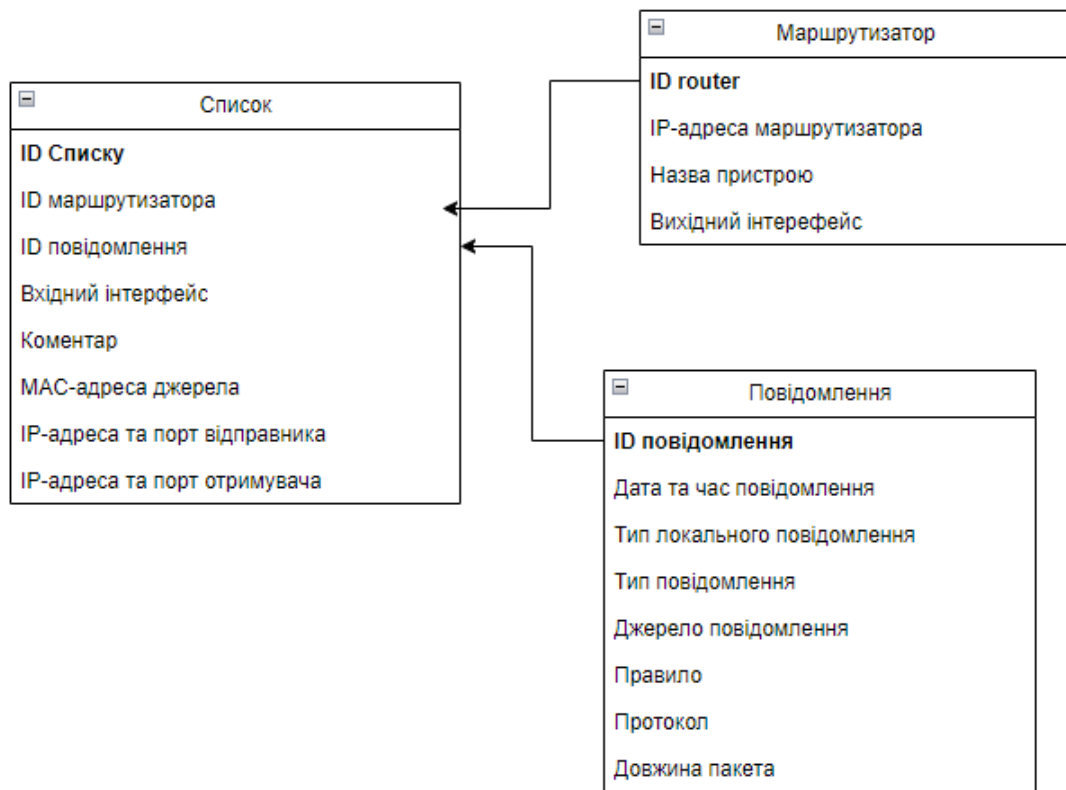 Маршрутизатор
ID router
IP-адреса маршрутизатора
Назва пристрою
Вихідний інтерефейс
Список
ID Списку
ID маршрутизатора
ID повідомлення
Вхідний інтерфейс
Коментар
MAC-адреса джерела
IP-адреса та порт відправника
IP-адреса та порт отримувача
Повідомлення
ID повідомлення
Дата та час повідомлення
Тип локального повідомлення
Тип повідомлення
Джерело повідомлення
Правило
Протокол
Довжина пакета